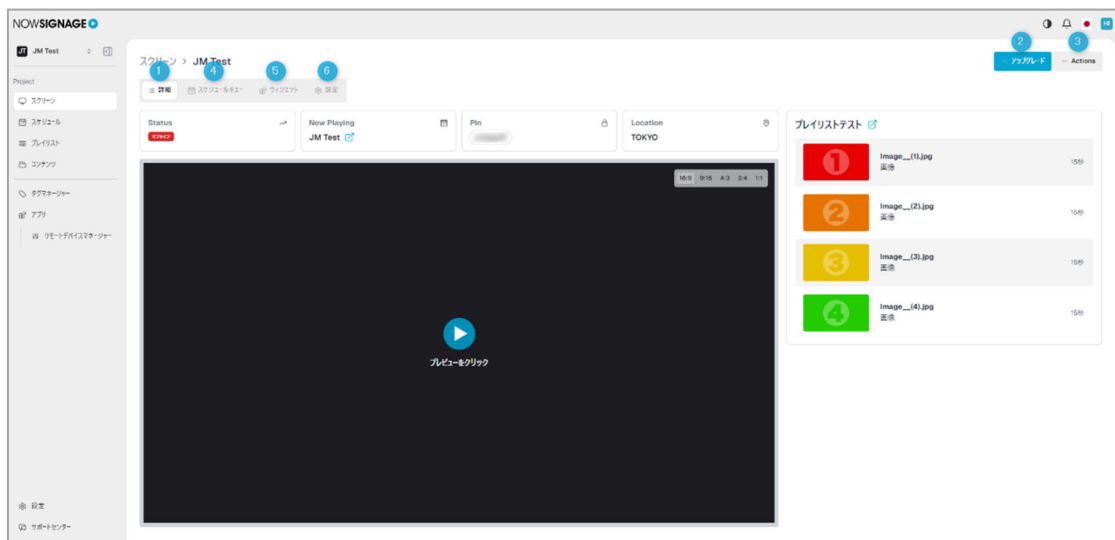 NOWSIGNAGE
HI
JT JM Test
Project
スクリーン
スケジュール
プレイリスト
コンテンツ
タグマネージャー
アプリ
リモートデバイスマネージャー
設定
サポートセンター
スクリーン > JM Test
2
3
アップグレード
Actions
1
4
5
6
詳細
スケジュールキュー
ウィジェット
設定
Status
オフライン
Now Playing
JM Test
Pin
Location
TOKYO
16:9 9:16 4:3 3:4 1:1
プレビューをクリック
プレイリストテスト
1
Image__(1).jpg
画像
15秒
2
Image__(2).jpg
画像
15秒
3
Image__(3).jpg
画像
15秒
4
Image__(4).jpg
画像
15秒